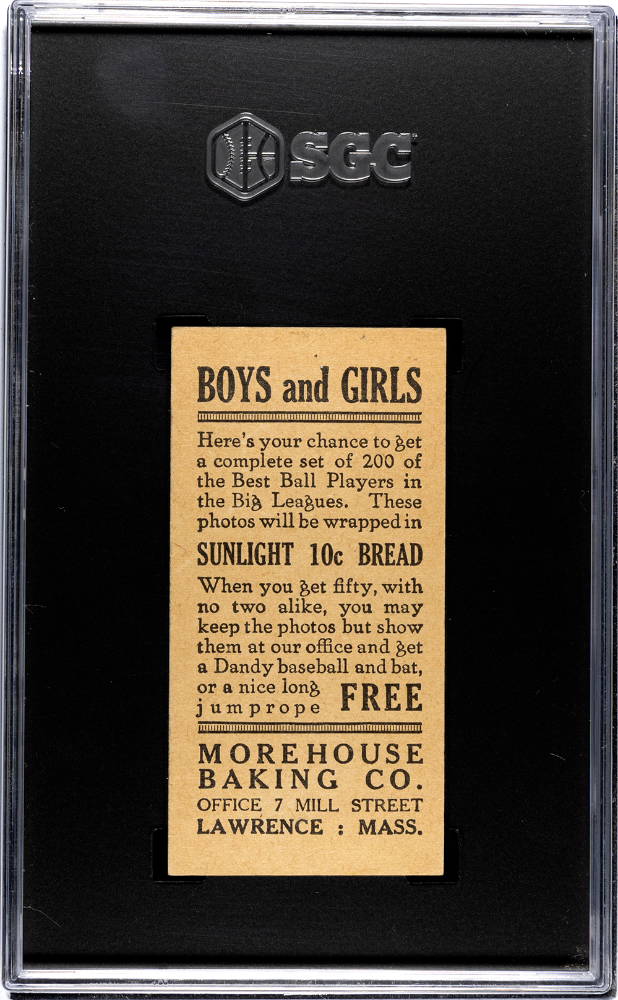 SGC
BOYS and GIRLS
Here's your chance to get
a complete set of 200 of
the Best Ball Players in
the Big Leagues. These
photos will be wrapped in
SUNLIGHT 10c BREAD
When you get fifty, with
no two alike, you may
keep the photos but show
them at our office and get
a Dandy baseball and bat,
or a nice long
jumprope FREE
MOREHOUSE
BAKING CO.
OFFICE 7 MILL STREET
LAWRENCE : MASS.